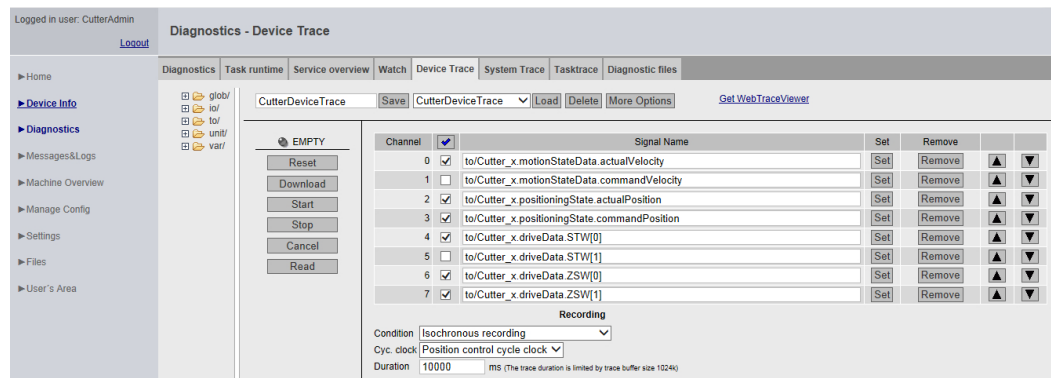 Logged in user: CutterAdmin
Logout
Diagnostics - Device Trace
Diagnostics Task runtime Service overview Watch Device Trace System Trace Tasktrace Diagnostic files
►Home
►Device Info
►Diagnostics
►Messages&Logs
►Machine Overview
►Manage Config
►Settings
►Files
►User´s Area
glob/
io/
to/
unit/
var/
CutterDeviceTrace Save CutterDeviceTrace Load Delete More Options Get WebTraceViewer
EMPTY
Reset
Download
Start
Stop
Cancel
Read
Channel Signal Name Set Remove
0 to/Cutter_x.motionStateData.actualVelocity Set Remove
1 to/Cutter_x.motionStateData.commandVelocity Set Remove
2 to/Cutter_x.positioningState.actualPosition Set Remove
3 to/Cutter_x.positioningState.commandPosition Set Remove
4 to/Cutter_x.driveData.STW[0] Set Remove
5 to/Cutter_x.driveData.STW[1] Set Remove
6 to/Cutter_x.driveData.ZSW[0] Set Remove
7 to/Cutter_x.driveData.ZSW[1] Set Remove
Recording
Condition Isochronous recording
Cyc. clock Position control cycle clock
Duration 10000 ms (The trace duration is limited by trace buffer size 1024k)